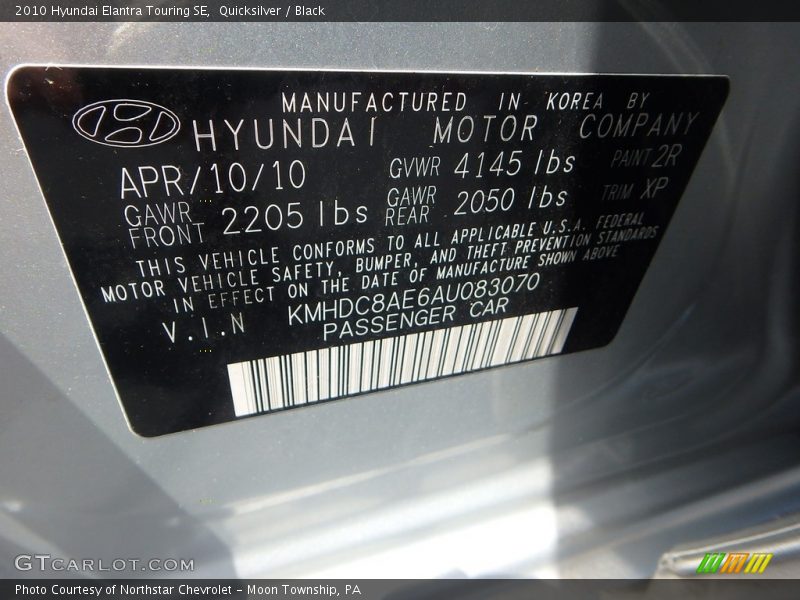 2010 Hyundai Elantra Touring SE, Quicksilver / Black
MANUFACTURED IN KOREA BY
HYUNDAI MOTOR COMPANY
APR/10/10 GVWR 4145 lbs PAINT 2R
GAWR FRONT 2205 lbs GAWR REAR 2050 lbs TRIM XP
THIS VEHICLE CONFORMS TO ALL APPLICABLE U.S.A. FEDERAL
MOTOR VEHICLE SAFETY, BUMPER, AND THEFT PREVENTION STANDARDS
IN EFFECT ON THE DATE OF MANUFACTURE SHOWN ABOVE
V.I.N KMHDC8AE6AU083070
PASSENGER CAR
GTCARLOT.COM
Photo Courtesy of Northstar Chevrolet – Moon Township, PA